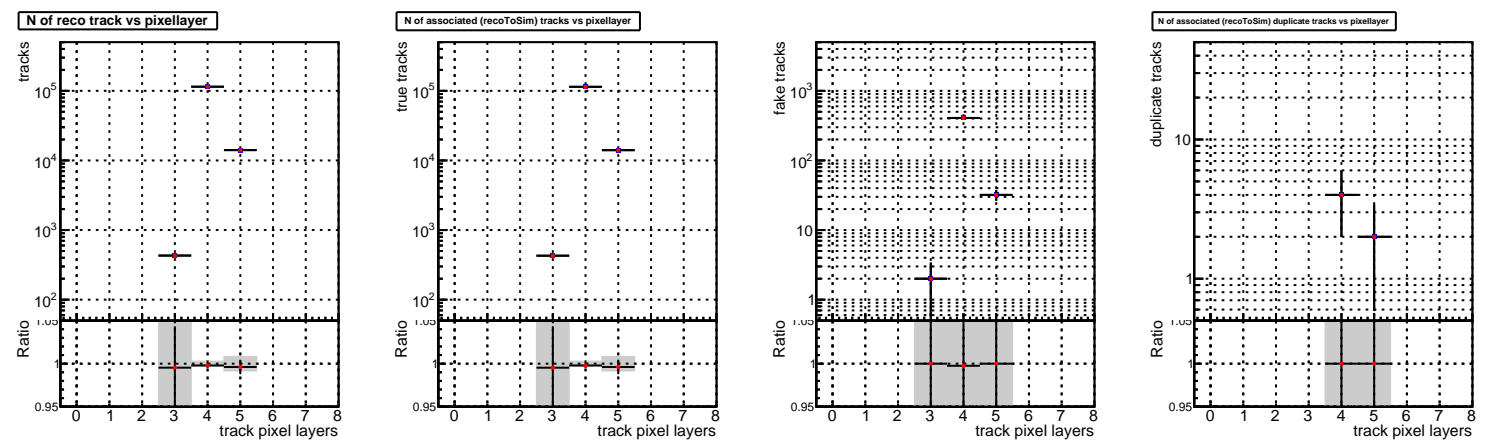 N of reco track vs pixellayer
tracks
10^5
10^4
10^3
10^2
1.05
Ratio
1
0.95
0 1 2 3 4 5 6 7 8
track pixel layers
N of associated (recoToSim) tracks vs pixellayer
true tracks
10^5
10^4
10^3
10^2
1.05
Ratio
1
0.95
0 1 2 3 4 5 6 7 8
track pixel layers
fake tracks
10^3
10^2
10
1
1.05
Ratio
1
0.95
0 1 2 3 4 5 6 7 8
track pixel layers
N of associated (recoToSim) duplicate tracks vs pixellayer
duplicate tracks
10
1
1.05
Ratio
1
0.95
0 1 2 3 4 5 6 7 8
track pixel layers